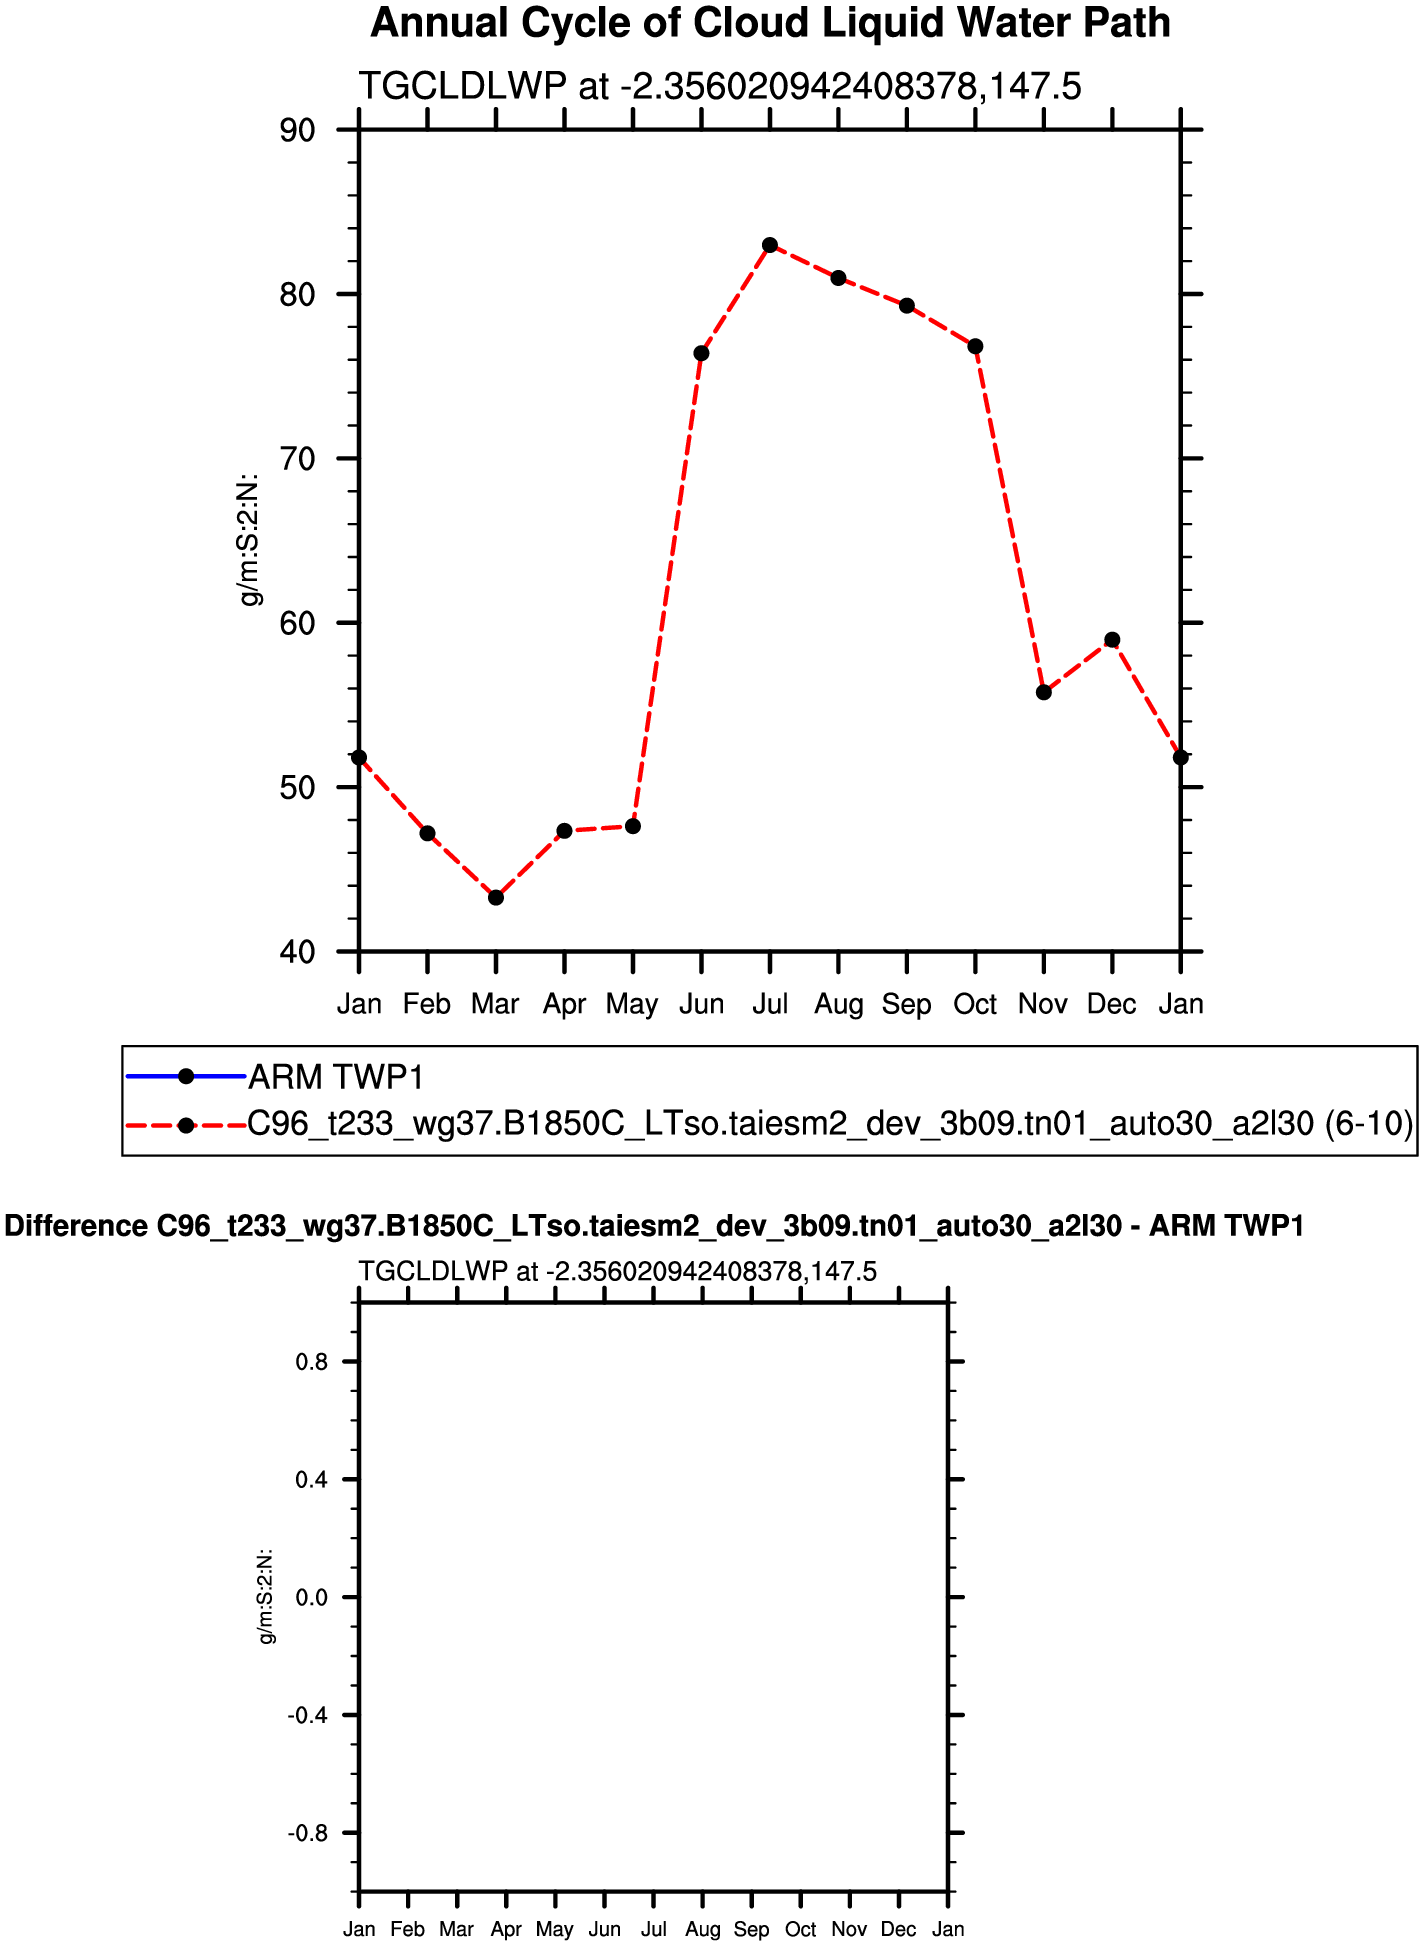 Annual Cycle of Cloud Liquid Water Path
TGCLDLWP at -2.356020942408378,147.5
90
80
70
60
50
40
g/m:S:2:N:
Jan Feb Mar Apr May Jun Jul Aug Sep Oct Nov Dec Jan
ARM TWP1
C96_t233_wg37.B1850C_LTso.taiesm2_dev_3b09.tn01_auto30_a2l30 (6-10)
Difference C96_t233_wg37.B1850C_LTso.taiesm2_dev_3b09.tn01_auto30_a2l30 - ARM TWP1
TGCLDLWP at -2.356020942408378,147.5
0.8
0.4
0.0
-0.4
-0.8
g/m:S:2:N:
Jan Feb Mar Apr May Jun Jul Aug Sep Oct Nov Dec Jan